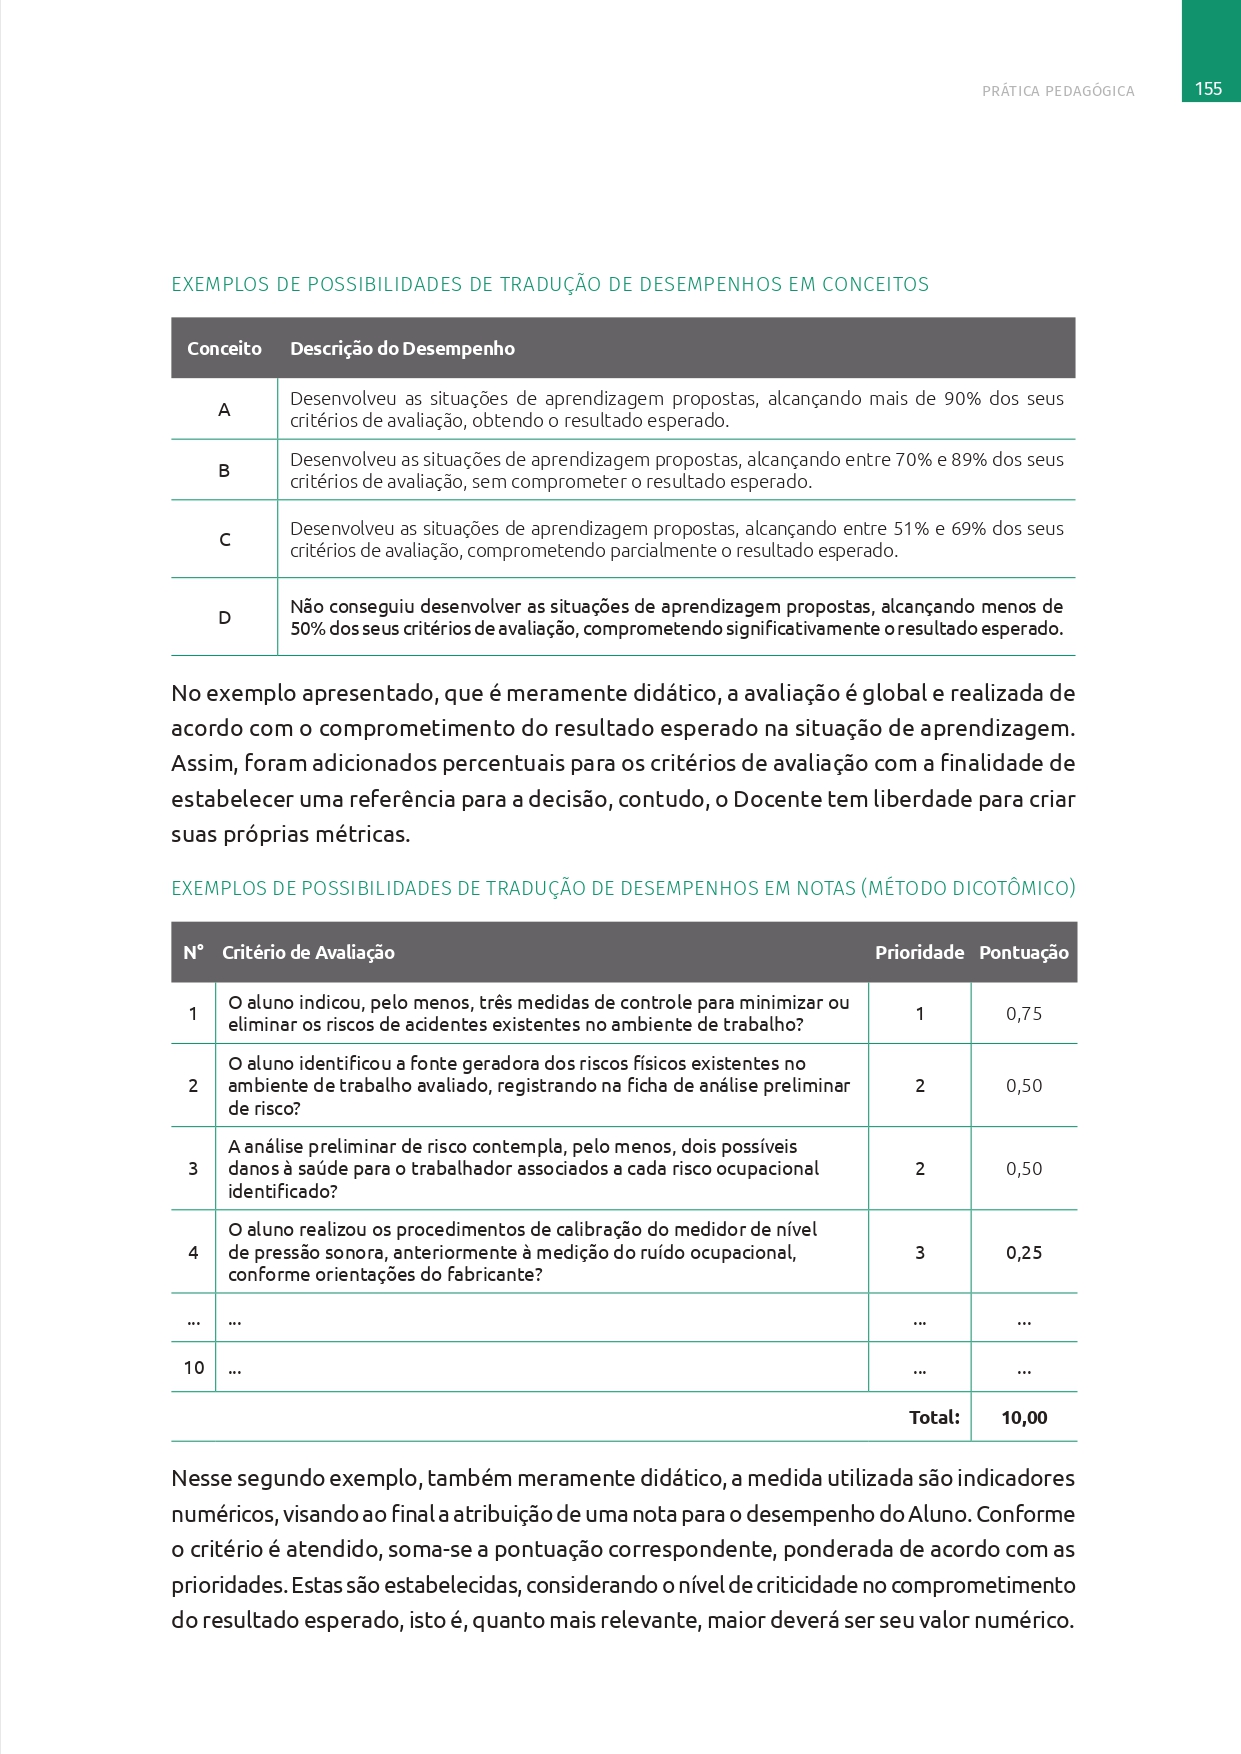 PRÁTICA PEDAGÓGICA 155
EXEMPLOS DE POSSIBILIDADES DE TRADUÇÃO DE DESEMPENHOS EM CONCEITOS
Conceito Descrição do Desempenho
A Desenvolveu as situações de aprendizagem propostas, alcançando mais de 90% dos seus
critérios de avaliação, obtendo o resultado esperado.
B Desenvolveu as situações de aprendizagem propostas, alcançando entre 70% e 89% dos seus
critérios de avaliação, sem comprometer o resultado esperado.
C Desenvolveu as situações de aprendizagem propostas, alcançando entre 51% e 69% dos seus
critérios de avaliação, comprometendo parcialmente o resultado esperado.
D Não conseguiu desenvolver as situações de aprendizagem propostas, alcançando menos de
50% dos seus critérios de avaliação, comprometendo significativamente o resultado esperado.
No exemplo apresentado, que é meramente didático, a avaliação é global e realizada de
acordo com o comprometimento do resultado esperado na situação de aprendizagem.
Assim, foram adicionados percentuais para os critérios de avaliação com a finalidade de
estabelecer uma referência para a decisão, contudo, o Docente tem liberdade para criar
suas próprias métricas.
EXEMPLOS DE POSSIBILIDADES DE TRADUÇÃO DE DESEMPENHOS EM NOTAS (MÉTODO DICOTÔMICO)
N° Critério de Avaliação Prioridade Pontuação
1 O aluno indicou, pelo menos, três medidas de controle para minimizar ou
eliminar os riscos de acidentes existentes no ambiente de trabalho? 1 0,75
O aluno identificou a fonte geradora dos riscos físicos existentes no
2 ambiente de trabalho avaliado, registrando na ficha de análise preliminar 2 0,50
de risco?
A análise preliminar de risco contempla, pelo menos, dois possíveis
3 danos à saúde para o trabalhador associados a cada risco ocupacional 2 0,50
identificado?
O aluno realizou os procedimentos de calibração do medidor de nível
4 de pressão sonora, anteriormente à medição do ruído ocupacional, 3 0,25
conforme orientações do fabricante?
... ... ... ...
10 ... ... ...
Total: 10,00
Nesse segundo exemplo, também meramente didático, a medida utilizada são indicadores
numéricos, visando ao final a atribuição de uma nota para o desempenho do Aluno. Conforme
o critério é atendido, soma-se a pontuação correspondente, ponderada de acordo com as
prioridades. Estas são estabelecidas, considerando o nível de criticidade no comprometimento
do resultado esperado, isto é, quanto mais relevante, maior deverá ser seu valor numérico.